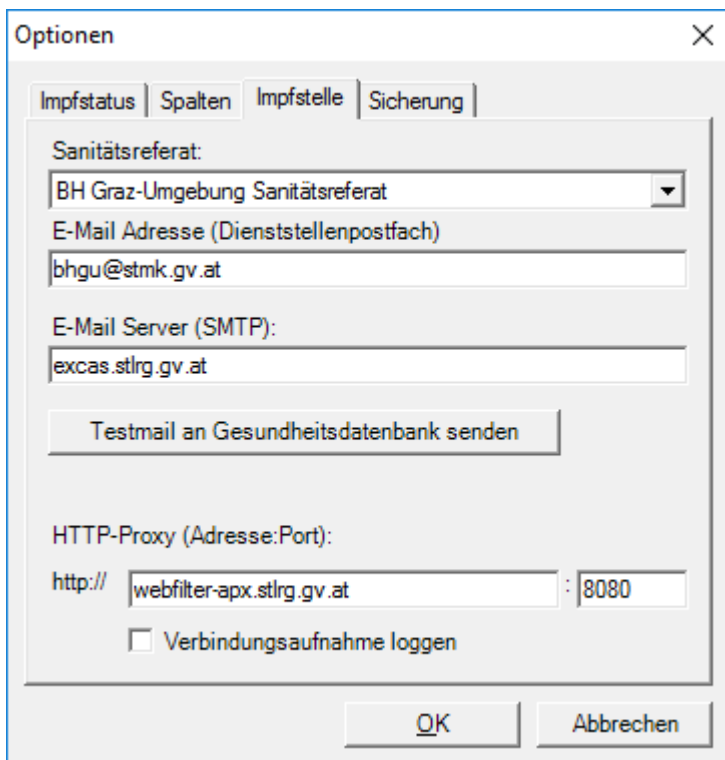 Optionen
Impfstatus Spalten Impfstelle Sicherung
Sanitätsreferat:
BH Graz-Umgebung Sanitätsreferat
E-Mail Adresse (Dienststellenpostfach)
bhgu@stmk.gv.at
E-Mail Server (SMTP):
excas.stlrg.gv.at
Testmail an Gesundheitsdatenbank senden
HTTP-Proxy (Adresse:Port):
http:// webfilter-apx.stlrg.gv.at : 8080
Verbindungsaufnahme loggen
OK Abbrechen